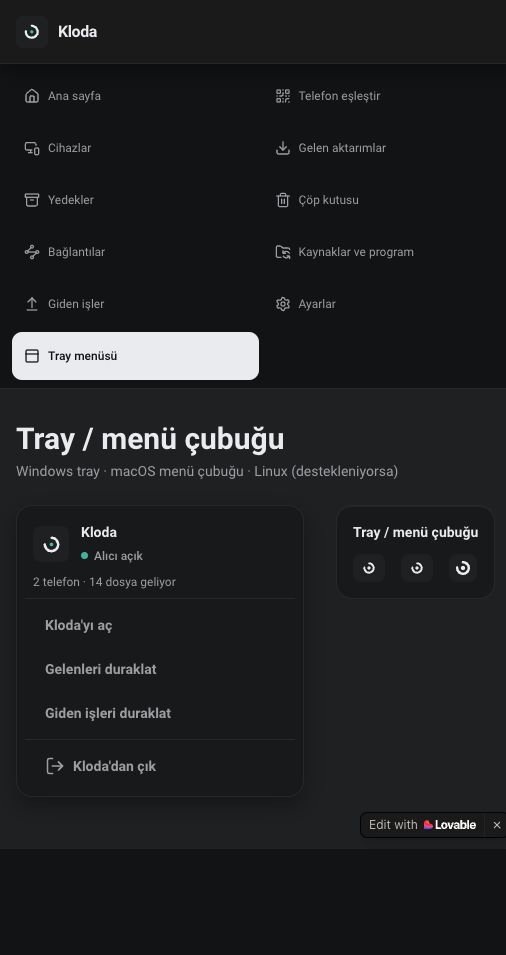 Kloda
Ana sayfa
Telefon eşleştir
Cihazlar
Gelen aktarımlar
Yedekler
Çöp kutusu
Bağlantılar
Kaynaklar ve program
Giden işler
Ayarlar
Tray menüsü
Tray / menü çubuğu
Windows tray · macOS menü çubuğu · Linux (destekleniyorsa)
Kloda
Alıcı açık
2 telefon · 14 dosya geliyor
Kloda'yı aç
Gelenleri duraklat
Giden işleri duraklat
Kloda'dan çık
Tray / menü çubuğu
Edit with Lovable